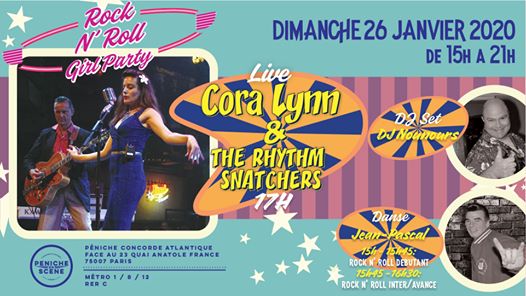 Rock
N' Roll
Girl Party
DIMANCHE 26 JANVIER 2020
DE 15H A 21H
Live
Cora Lynn
&
THE RHYTHM
SNATCHERS
17H
DJ Set
DJ Nounours
Danse
Jean-Pascal
15H - 15H45:
ROCK N' ROLL DEBUTANT
15H45 - 16H30:
ROCK N' ROLL INTER/AVANCE
PENICHE
SCÈNE
PÉNICHE CONCORDE ATLANTIQUE
FACE AU 23 QUAI ANATOLE FRANCE
75007 PARIS
MÉTRO 1 / 8 / 12
RER C